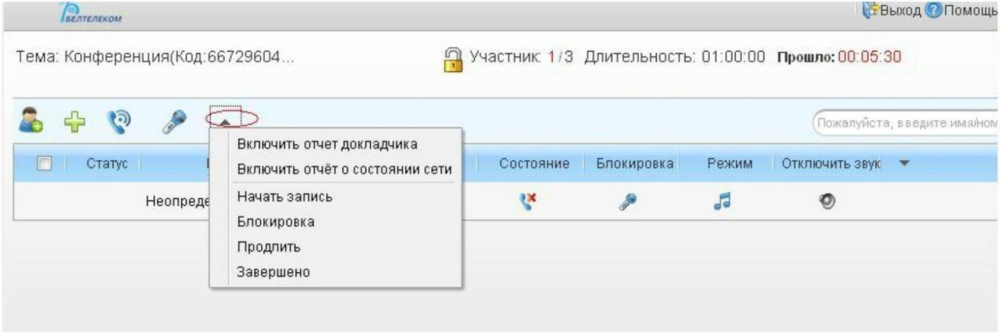 БЕЛТЕЛЕКОМ
Выход Помощь
Тема: Конференция(Код:66729604... Участник: 1/3 Длительность: 01:00:00 Прошло: 00:05:30
Пожалуйста, введите имя/ном
Включить отчет докладчика
Статус Состояние Блокировка Режим Отключить звук
Включить отчёт о состоянии сети
Неопреде
Начать запись
Блокировка
Продлить
Завершено